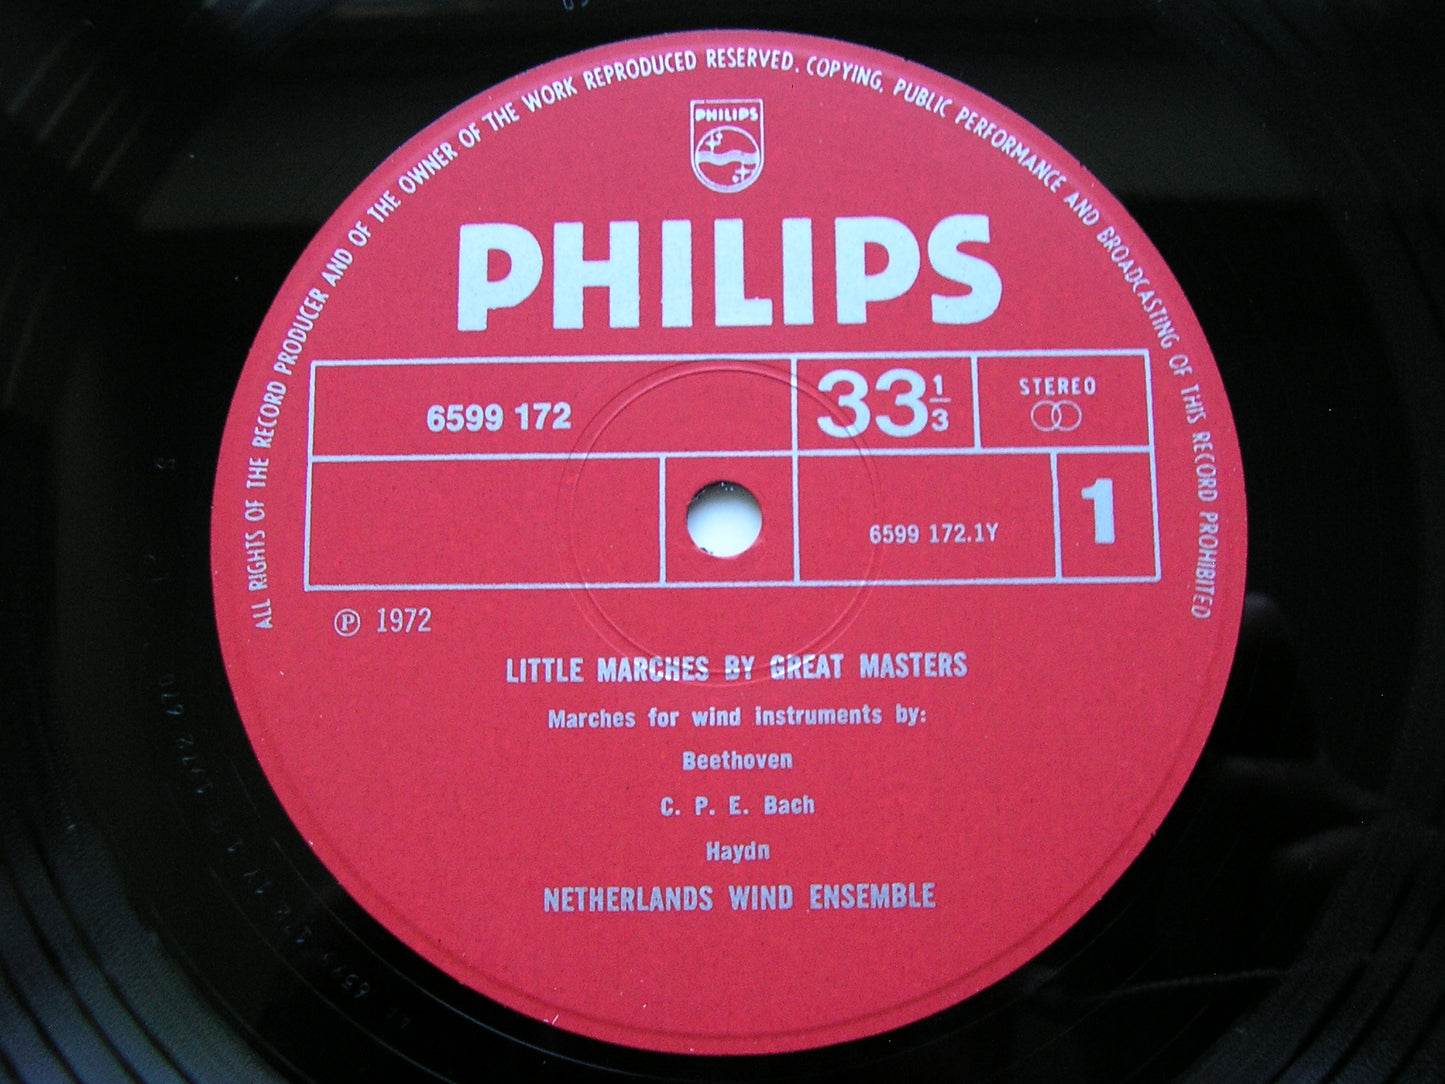 ALL RIGHTS OF THE RECORD PRODUCER AND OF THE OWNER OF THE WORK REPRODUCED RESERVED. COPYING, PUBLIC PERFORMANCE AND BROADCASTING OF THIS RECORD PROHIBITED
PHILIPS
PHILIPS
6599 172
33 1/3
STEREO
6599 172.1Y
1
Ⓟ 1972
LITTLE MARCHES BY GREAT MASTERS
Marches for wind instruments by:
Beethoven
C. P. E. Bach
Haydn
NETHERLANDS WIND ENSEMBLE